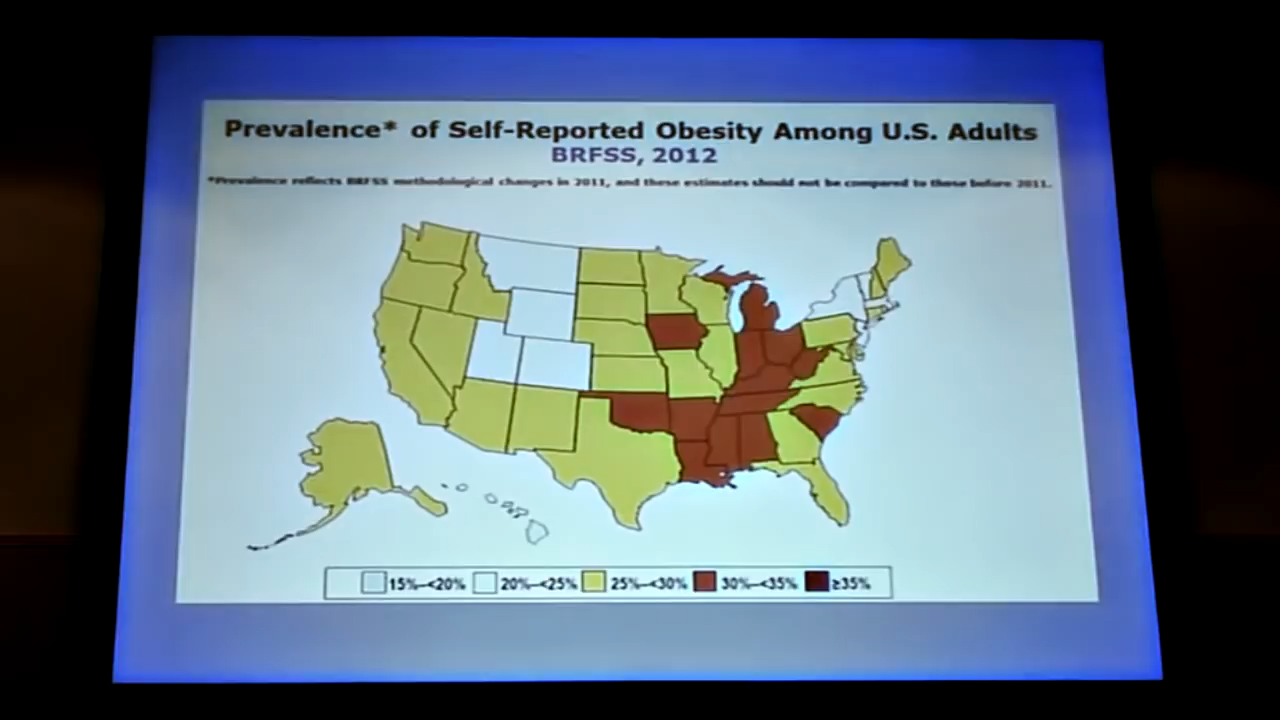 Prevalence* of Self-Reported Obesity Among U.S. Adults
BRFSS, 2012
*Prevalence reflects BRFSS methodological changes in 2011, and these estimates should not be compared to those before 2011.
15%–<20% 20%–<25% 25%–<30% 30%–<35% ≥35%